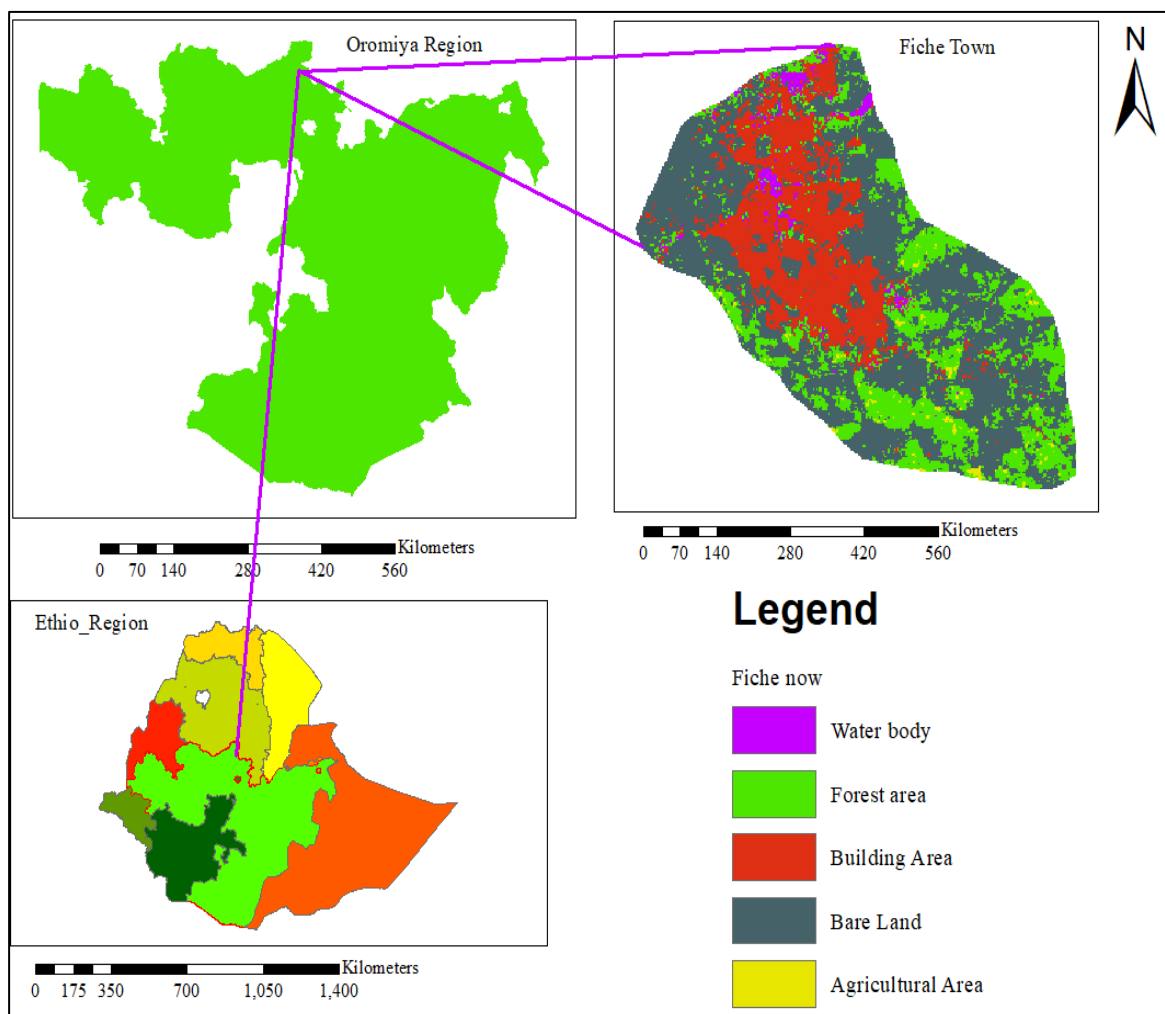 Oromiya Region
Fiche Town
N
Kilometers
0 70 140 280 420 560
Kilometers
0 70 140 280 420 560
Ethio_Region
Kilometers
0 175 350 700 1,050 1,400
Legend
Fiche now
Water body
Forest area
Building Area
Bare Land
Agricultural Area